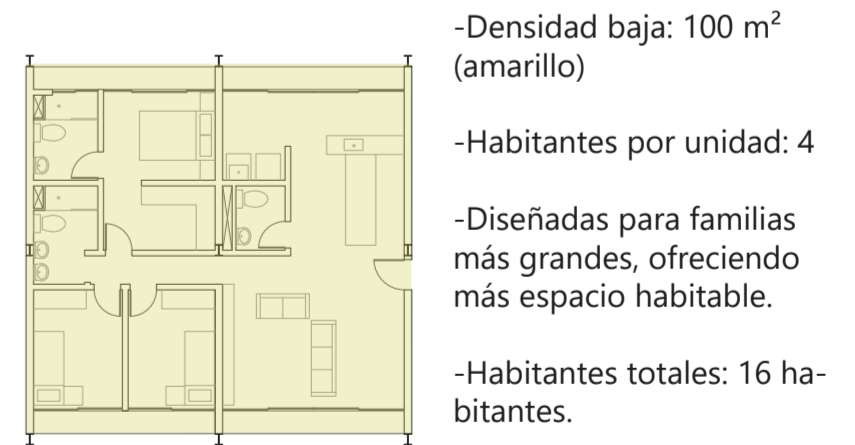 -Densidad baja: 100 m²
(amarillo)
-Habitantes por unidad: 4
-Diseñadas para familias
más grandes, ofreciendo
más espacio habitable.
-Habitantes totales: 16 ha-
bitantes.